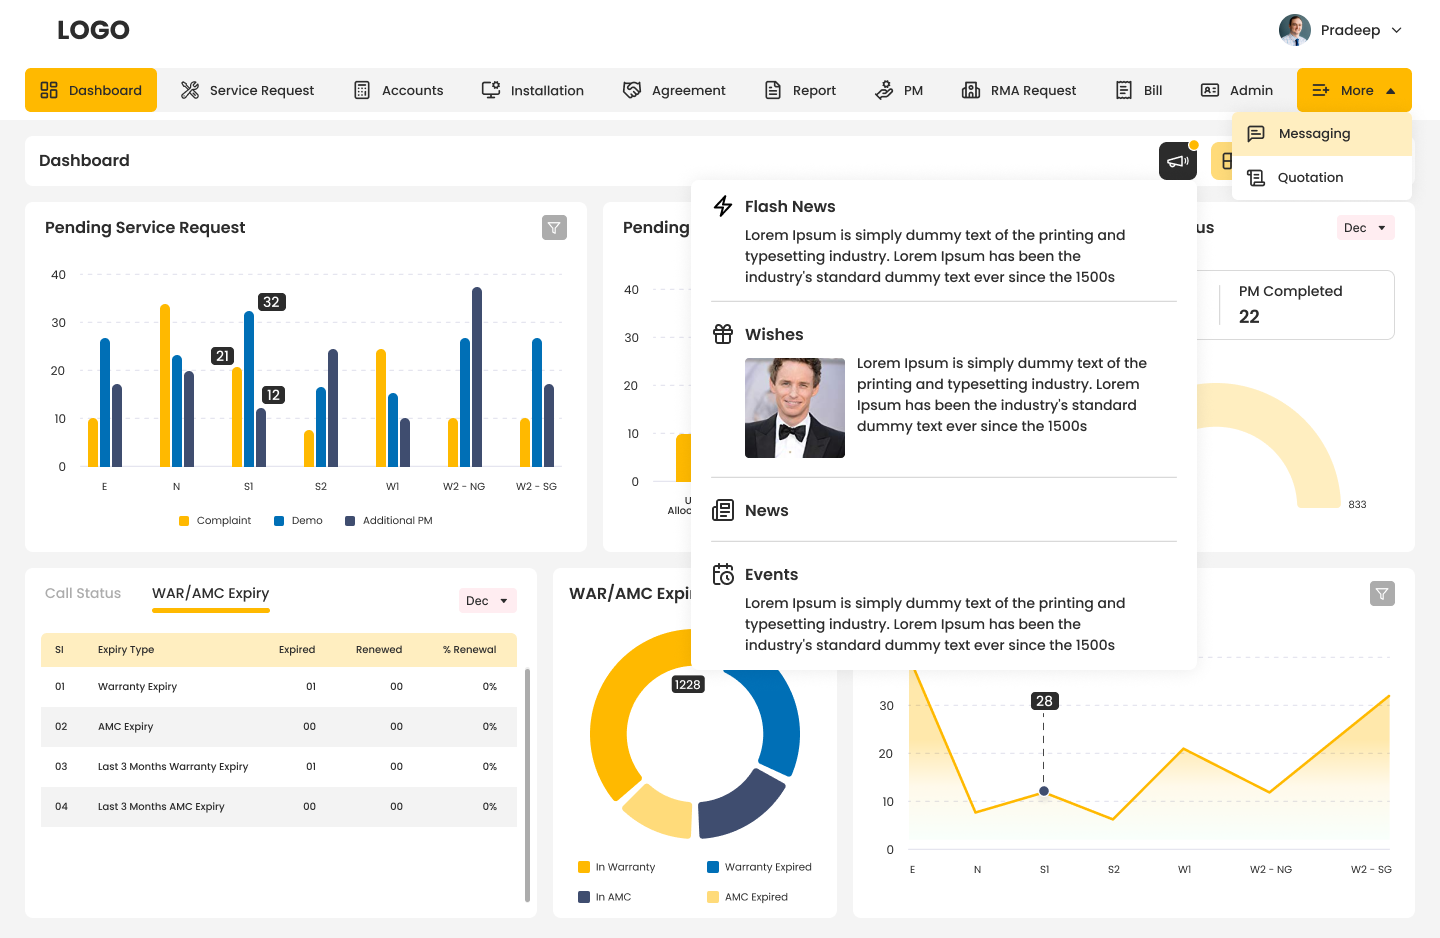 LOGO
Pradeep
Dashboard
Service Request
Accounts
Installation
Agreement
Report
PM
RMA Request
Bill
Admin
More
Messaging
Quotation
Dashboard
Pending Service Request
40
30
20
10
0
32
21
12
E
N
S1
S2
W1
W2 - NG
W2 - SG
Complaint
Demo
Additional PM
Pending
40
30
20
10
0
Flash News
Lorem Ipsum is simply dummy text of the printing and
typesetting industry. Lorem Ipsum has been the
industry's standard dummy text ever since the 1500s
Wishes
Lorem Ipsum is simply dummy text of the
printing and typesetting industry. Lorem
Ipsum has been the industry's standard
dummy text ever since the 1500s
News
Events
Lorem Ipsum is simply dummy text of the printing and
typesetting industry. Lorem Ipsum has been the
industry's standard dummy text ever since the 1500s
Dec
PM Completed
22
833
Call Status
WAR/AMC Expiry
Dec
SI Expiry Type Expired Renewed % Renewal
01 Warranty Expiry 01 00 0%
02 AMC Expiry 00 00 0%
03 Last 3 Months Warranty Expiry 01 00 0%
04 Last 3 Months AMC Expiry 00 00 0%
WAR/AMC
1228
In Warranty
Warranty Expired
In AMC
AMC Expired
30
20
10
0
28
E
N
S1
S2
W1
W2 - NG
W2 - SG